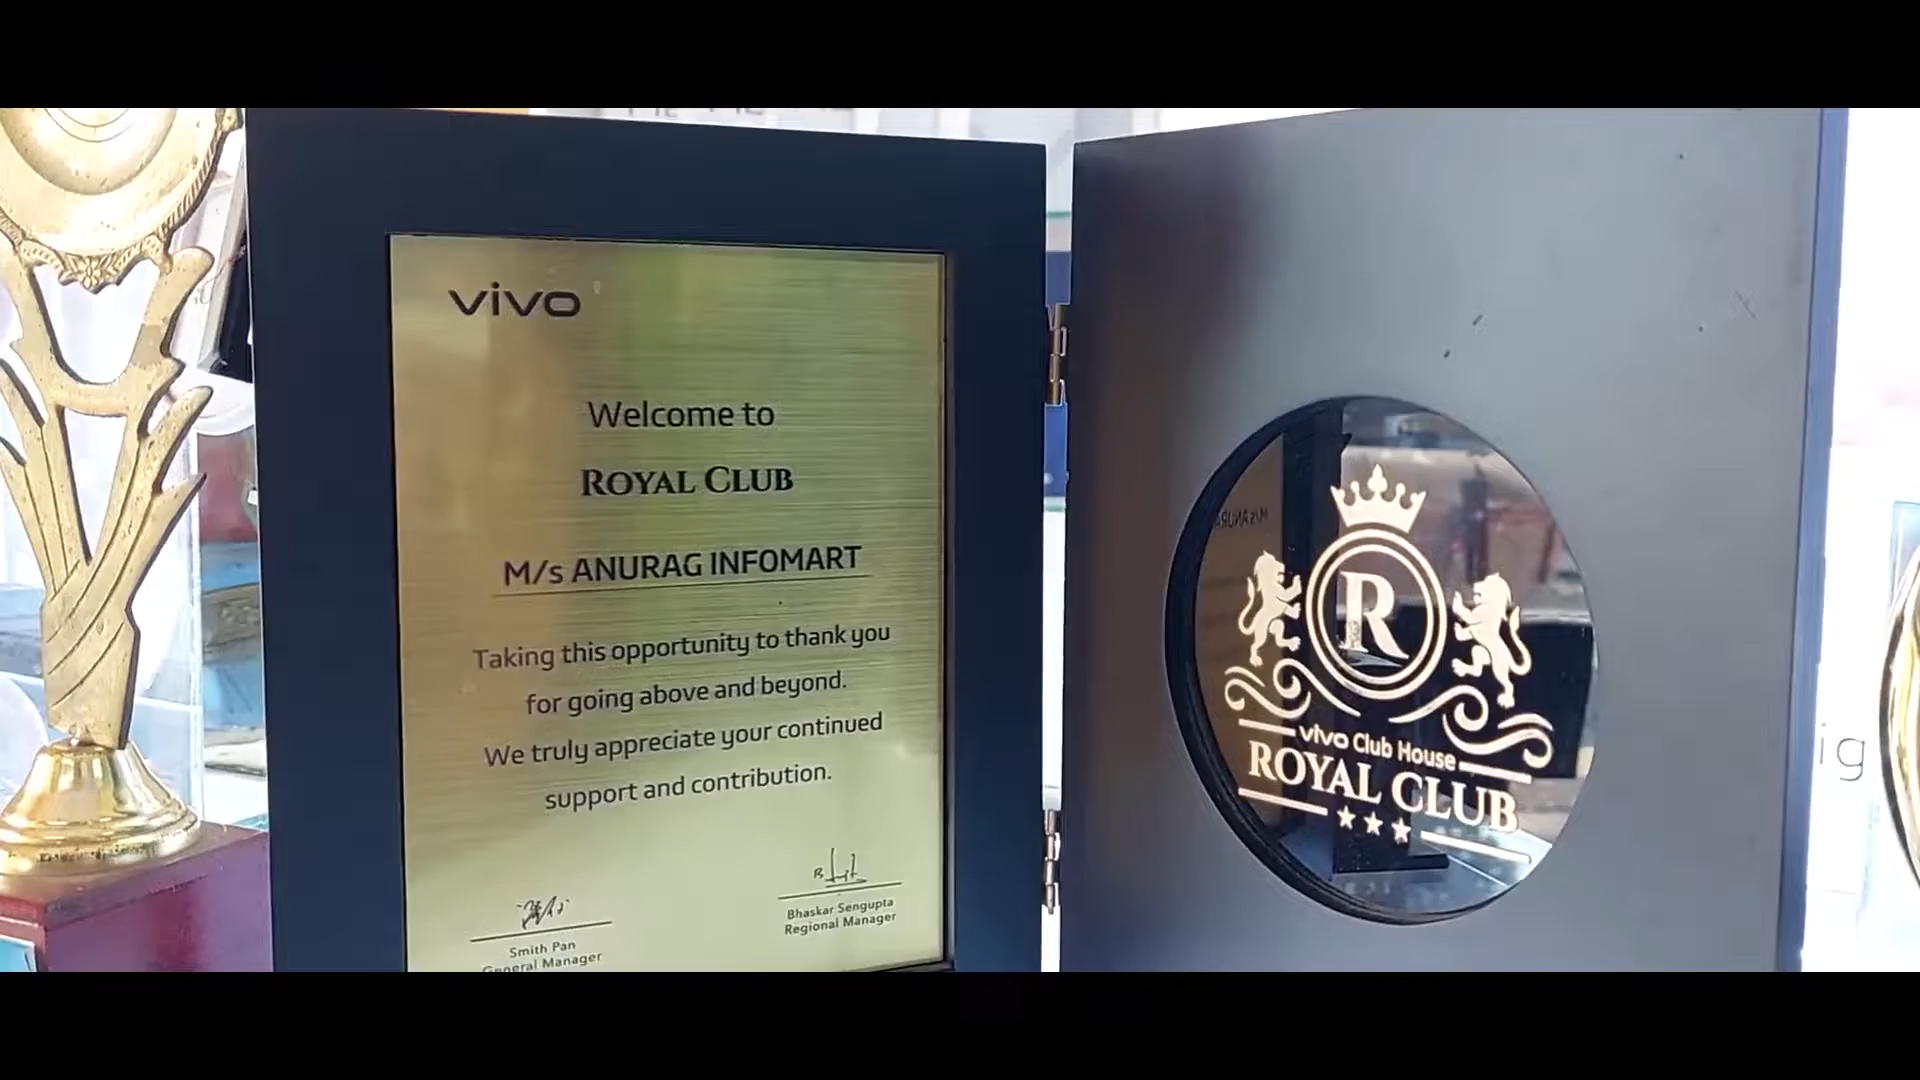 vivo
Welcome to
ROYAL CLUB
M/s ANURAG INFOMART
Taking this opportunity to thank you
for going above and beyond.
We truly appreciate your continued
support and contribution.
Smith Pan
General Manager
Bhaskar Sengupta
Regional Manager
R
vivo Club House
ROYAL CLUB
ig